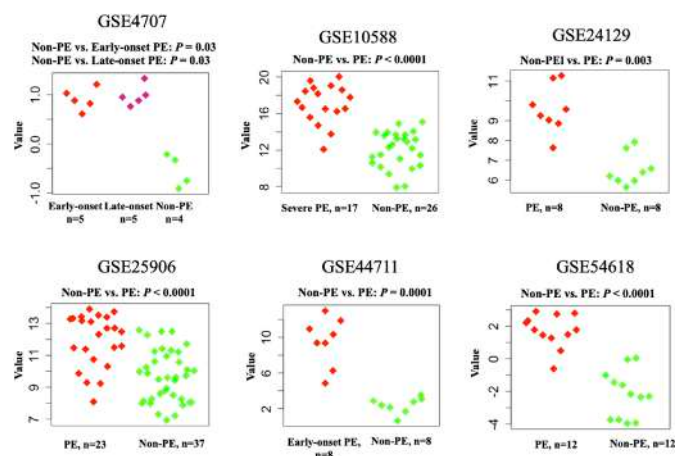 GSE4707
Non-PE vs. Early-onset PE: P = 0.03
Non-PE vs. Late-onset PE: P = 0.03
Value
1.0
0.0
-1.0
Early-onset Late-onset Non-PE
n=5 n=5 n=4
GSE10588
Non-PE vs. PE: P < 0.0001
Value
20
16
12
8
Severe PE, n=17 Non-PE, n=26
GSE24129
Non-PEl vs. PE: P = 0.003
Value
11
9
8
7
6
PE, n=8 Non-PE, n=8
GSE25906
Non-PE vs. PE: P < 0.0001
Value
13
11
9
7
PE, n=23 Non-PE, n=37
GSE44711
Non-PE vs. PE: P = 0.0001
Value
10
6
2
Early-onset PE, Non-PE, n=8
n=8
GSE54618
Non-PE vs. PE: P < 0.0001
Value
2
0
-2
-4
PE, n=12 Non-PE, n=12